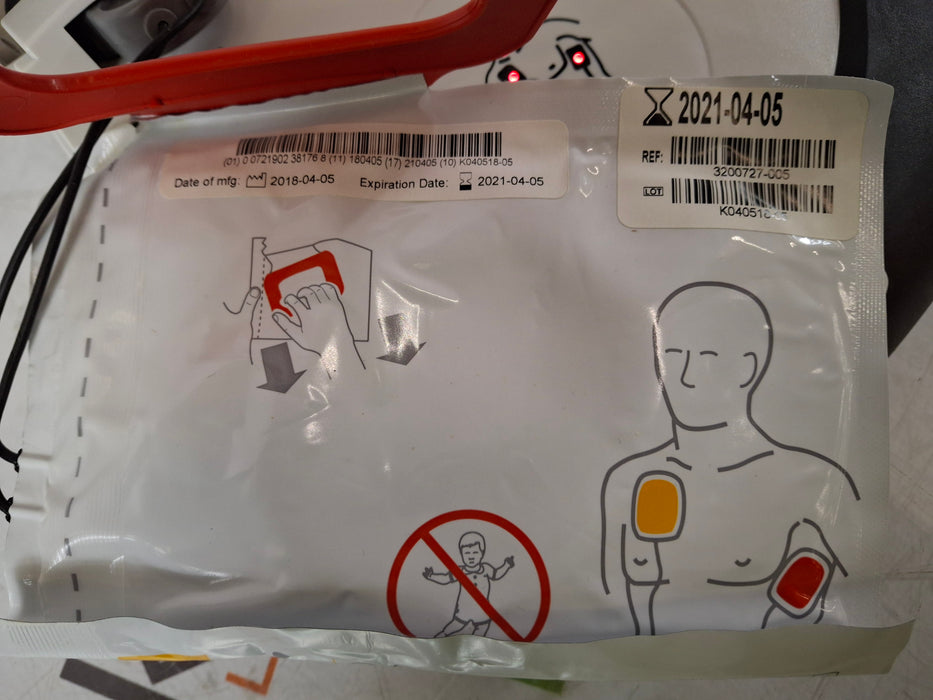 2021-04-05
REF:
3200727-005
LOT
(01) 0 0721902 38176 8 (11) 180405 (17) 210405 (10) K040518-05
Date of mfg: 2018-04-05 Expiration Date: 2021-04-05